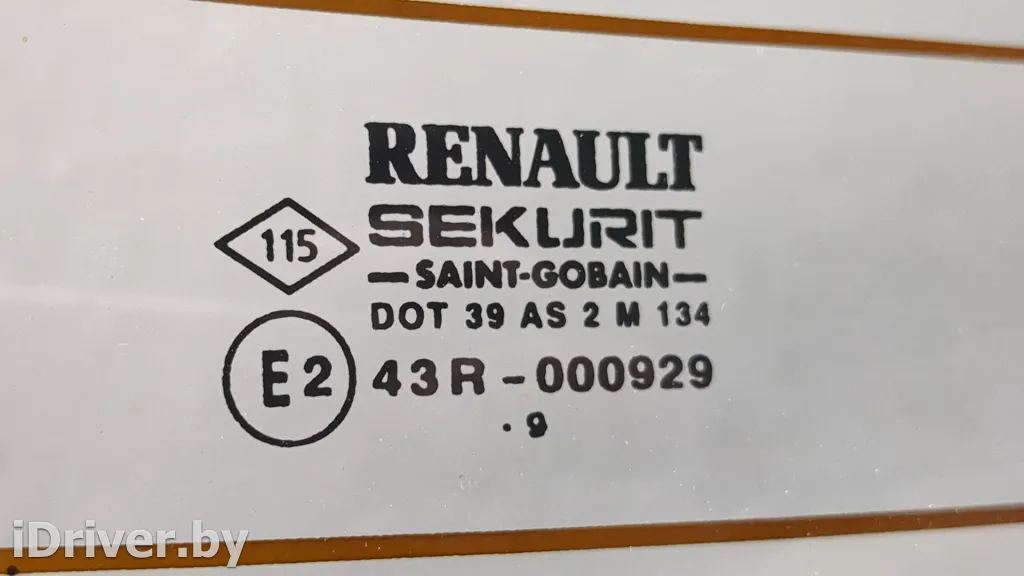 RENAULT
115
SEKURIT
—SAINT-GOBAIN—
DOT 39 AS 2 M 134
E2
43R-000929
.9
iDriver.by